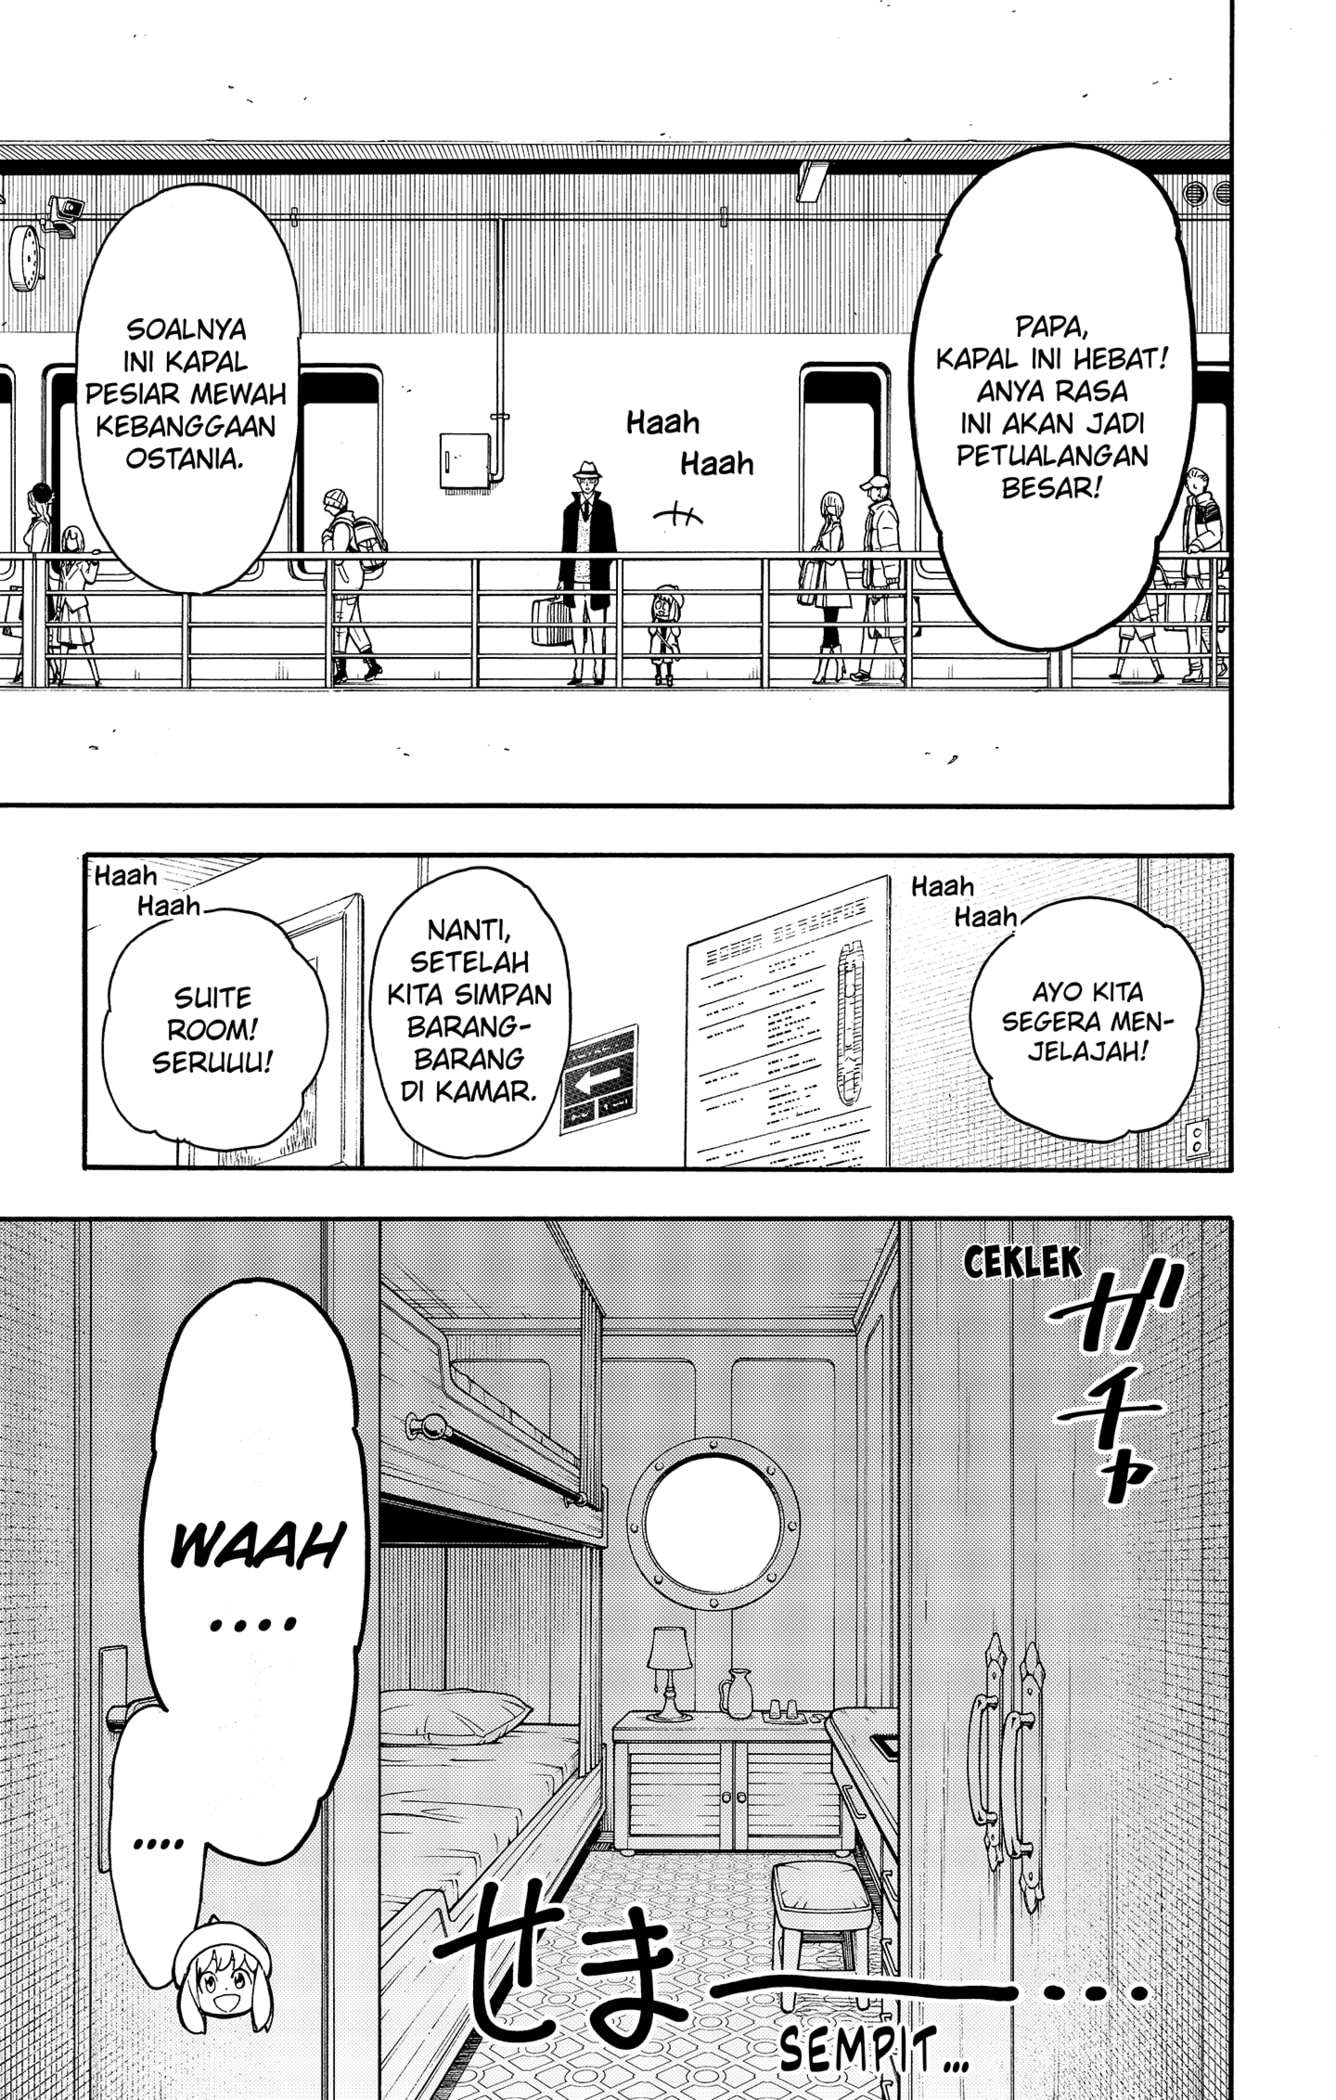 PAPA,
KAPAL INI HEBAT!
ANYA RASA
INI AKAN JADI
PETUALANGAN
BESAR!
Haah
Haah
SOALNYA
INI KAPAL
PESIAR MEWAH
KEBANGGAAN
OSTANIA.
Haah
Haah
AYO KITA
SEGERA MEN-
JELAJAH!
NANTI,
SETELAH
KITA SIMPAN
BARANG-
BARANG
DI KAMAR.
Haah
Haah
SUITE
ROOM!
SERUUU!
CEKLEK
ガチャ
WAAH
....
....
せまー...
SEMPIT...